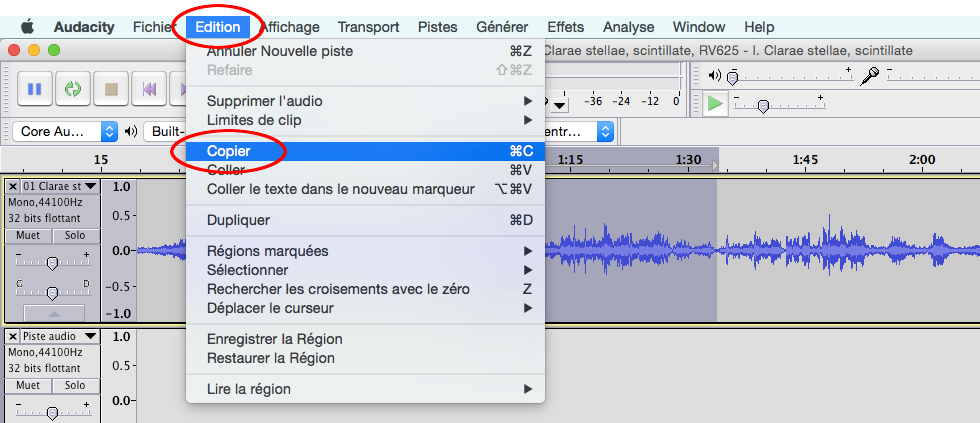 Audacity Fichier Edition Affichage Transport Pistes Générer Effets Analyse Window Help
Annuler Nouvelle piste ⌘Z
Clarae stellae, scintillate, RV625 - I. Clarae stellae, scintillate
Refaire ⇧⌘Z
Supprimer l'audio
-36 -24 -12 0
Limites de clip
Core Au... Built-
entr...
Copier ⌘C
15 1:15 1:30 1:45 2:00
Coller ⌘V
Coller le texte dans le nouveau marqueur ⌥⌘V
Dupliquer ⌘D
Régions marquées
Sélectionner
Rechercher les croisements avec le zéro Z
Déplacer le curseur
Enregistrer la Région
Restaurer la Région
Lire la région
01 Clarae st
Mono,44100Hz
32 bits flottant
Muet Solo
- +
G D
1.0
0.5-
0.0-
-0.5-
-1.0
Piste audio
Mono,44100Hz
32 bits flottant
Muet Solo
- +
1.0
0.5-
0.0-